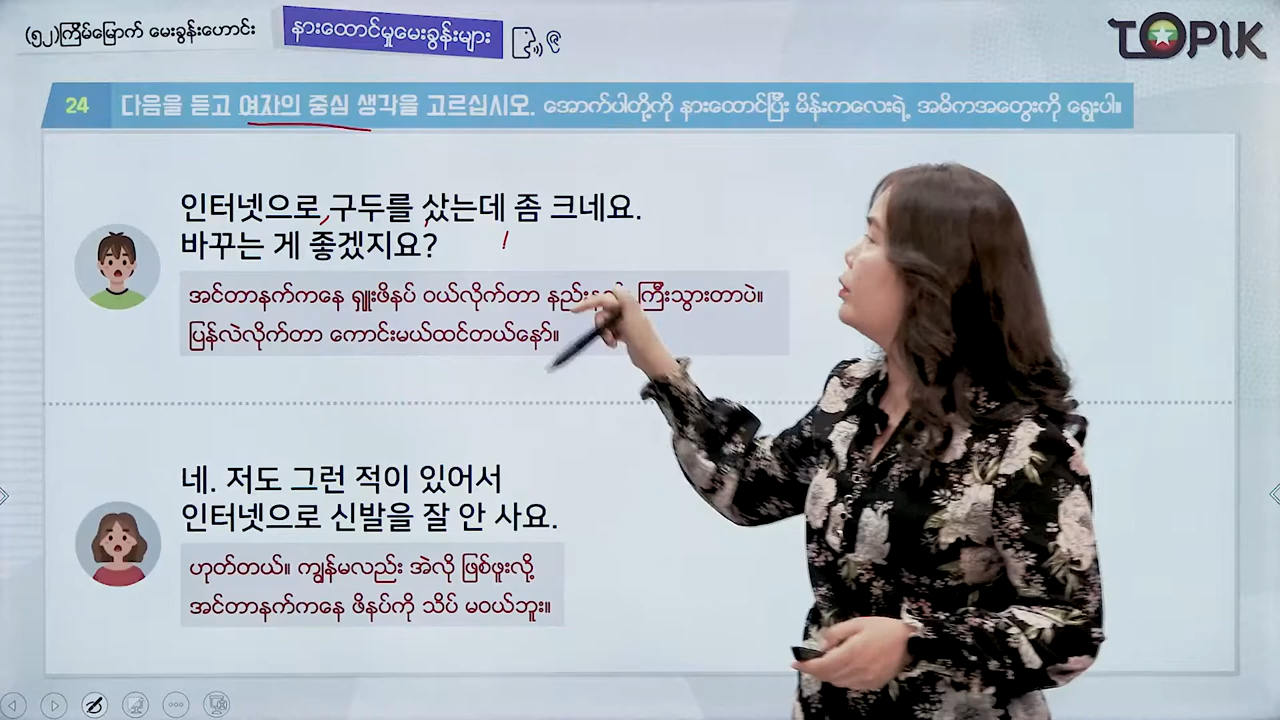 (၅၂)ကြိမ်မြောက် မေးခွန်းဟောင်း
နားထောင်မှုမေးခွန်းများ
TOPIK
24 다음을 듣고 여자의 중심 생각을 고르십시오. အောက်ပါတို့ကို နားထောင်ပြီး မိန်းကလေးရဲ့ အဓိကအတွေးကို ရွေးပါ။
인터넷으로 구두를 샀는데 좀 크네요.
바꾸는 게 좋겠지요?
အင်တာနက်ကနေ ရှူးဖိနပ် ဝယ်လိုက်တာ ကြီးသွားတာပဲ။
ပြန်လဲလိုက်တာ ကောင်းမယ်ထင်တယ်နော်။
네. 저도 그런 적이 있어서
인터넷으로 신발을 잘 안 사요.
ဟုတ်တယ်။ ကျွန်မလည်း အဲလို ဖြစ်ဖူးလို့
အင်တာနက်ကနေ ဖိနပ်ကို သိပ် မဝယ်ဘူး။